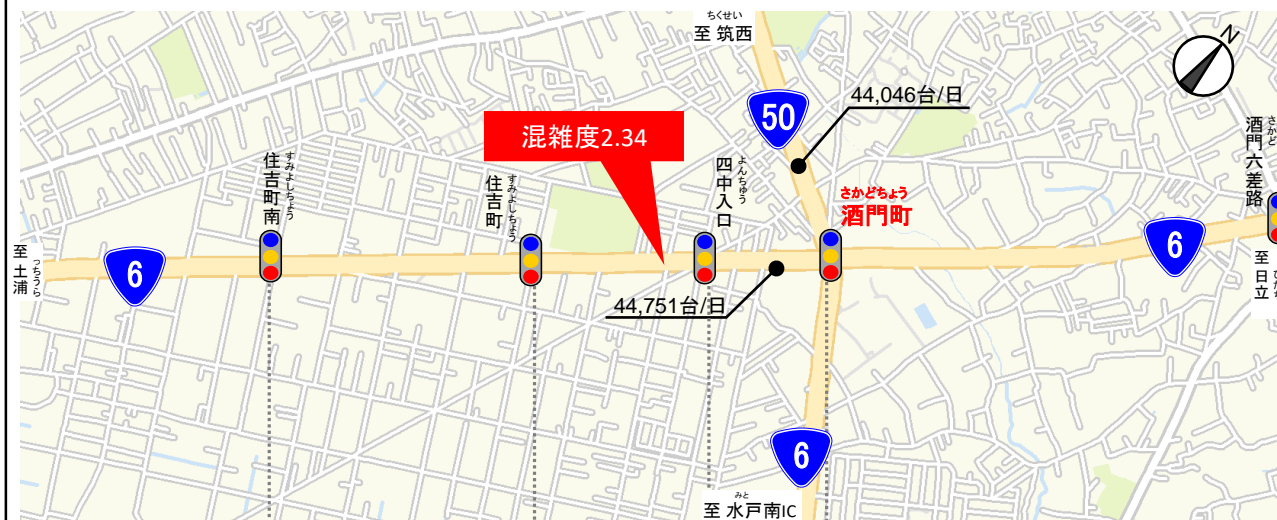 ちくせい
至 筑西
N
44,046台/日
50
混雑度2.34
すみよしちょう
住吉町南
すみよしちょう
住吉町
よんちゅう
四中入口
さかどちょう
酒門町
さかど
酒門六差路
至 土浦
つちうら
6
6
至 日立
44,751台/日
6
みと
至 水戸南IC